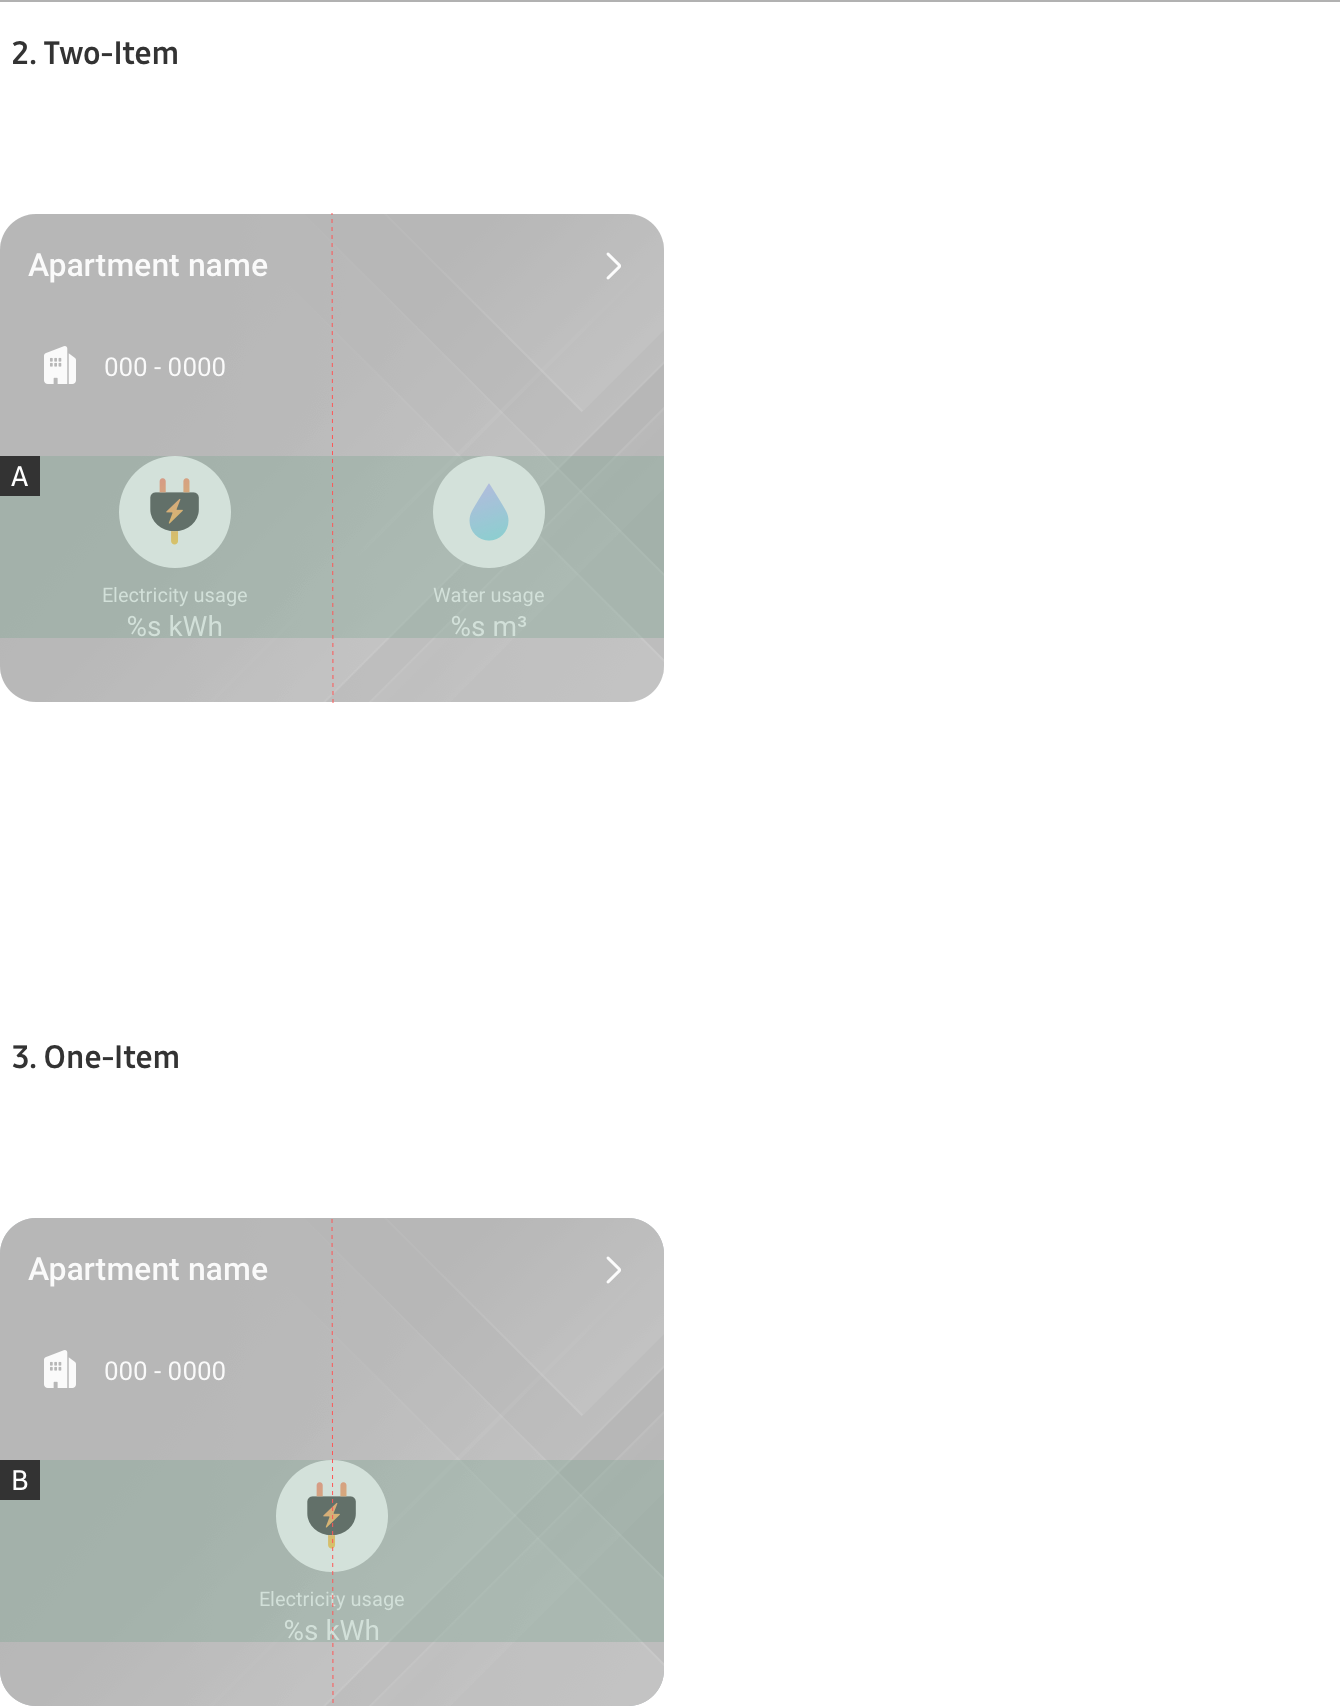 2. Two-Item
Apartment name
000 - 0000
A
Electricity usage
Water usage
%s kWh
%s m³
3. One-Item
Apartment name
000 - 0000
B
Electricity usage
%s kWh